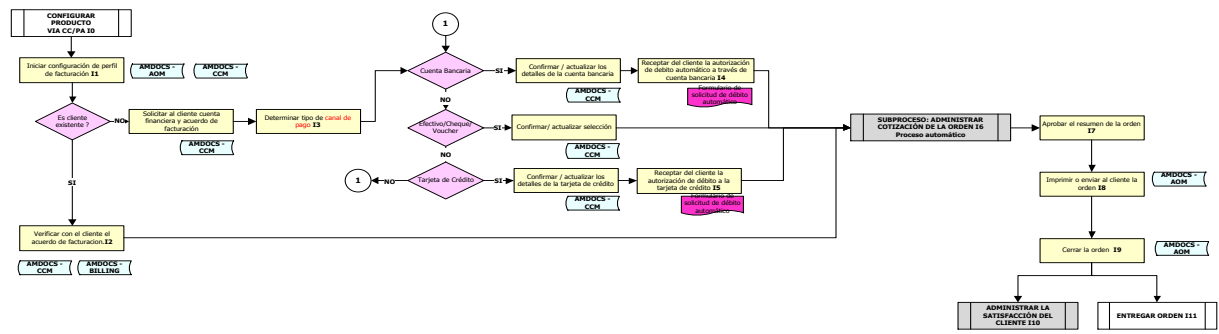 CONFIGURAR
PRODUCTO
VIA CC/PA I0
Iniciar configuración de perfil
de facturación I1
AMDOCS -
AOM
AMDOCS -
CCM
Es cliente
existente ?
NO
Solicitar al cliente cuenta
financiera y acuerdo de
facturación
AMDOCS -
CCM
Determinar tipo de canal de
pago I3
SI
Verificar con el cliente el
acuerdo de facturacion.I2
AMDOCS -
CCM
AMDOCS -
BILLING
1
Cuenta Bancaria
SI
Confirmar / actualizar los
detalles de la cuenta bancaria
AMDOCS -
CCM
Receptar del cliente la autorización
de debito automático a través de
cuenta bancaria I4
Formulario de
solicitud de débito
automático
NO
Efectivo/Cheque/
Voucher
SI
Confirmar/ actualizar selección
AMDOCS -
CCM
NO
Tarjeta de Crédito
NO
1
SI
Confirmar / actualizar los
detalles de la tarjeta de crédito
AMDOCS -
CCM
Receptar del cliente la
autorización de débito a la
tarjeta de crédito I5
Formulario de
solicitud de débito
automático
SUBPROCESO: ADMINISTRAR
COTIZACIÓN DE LA ORDEN I6
Proceso automático
Aprobar el resumen de la orden
I7
Imprimir o enviar al cliente la
orden I8
AMDOCS -
AOM
Cerrar la orden I9
AMDOCS -
AOM
ADMINISTRAR LA
SATISFACCIÓN DEL
CLIENTE I10
ENTREGAR ORDEN I11